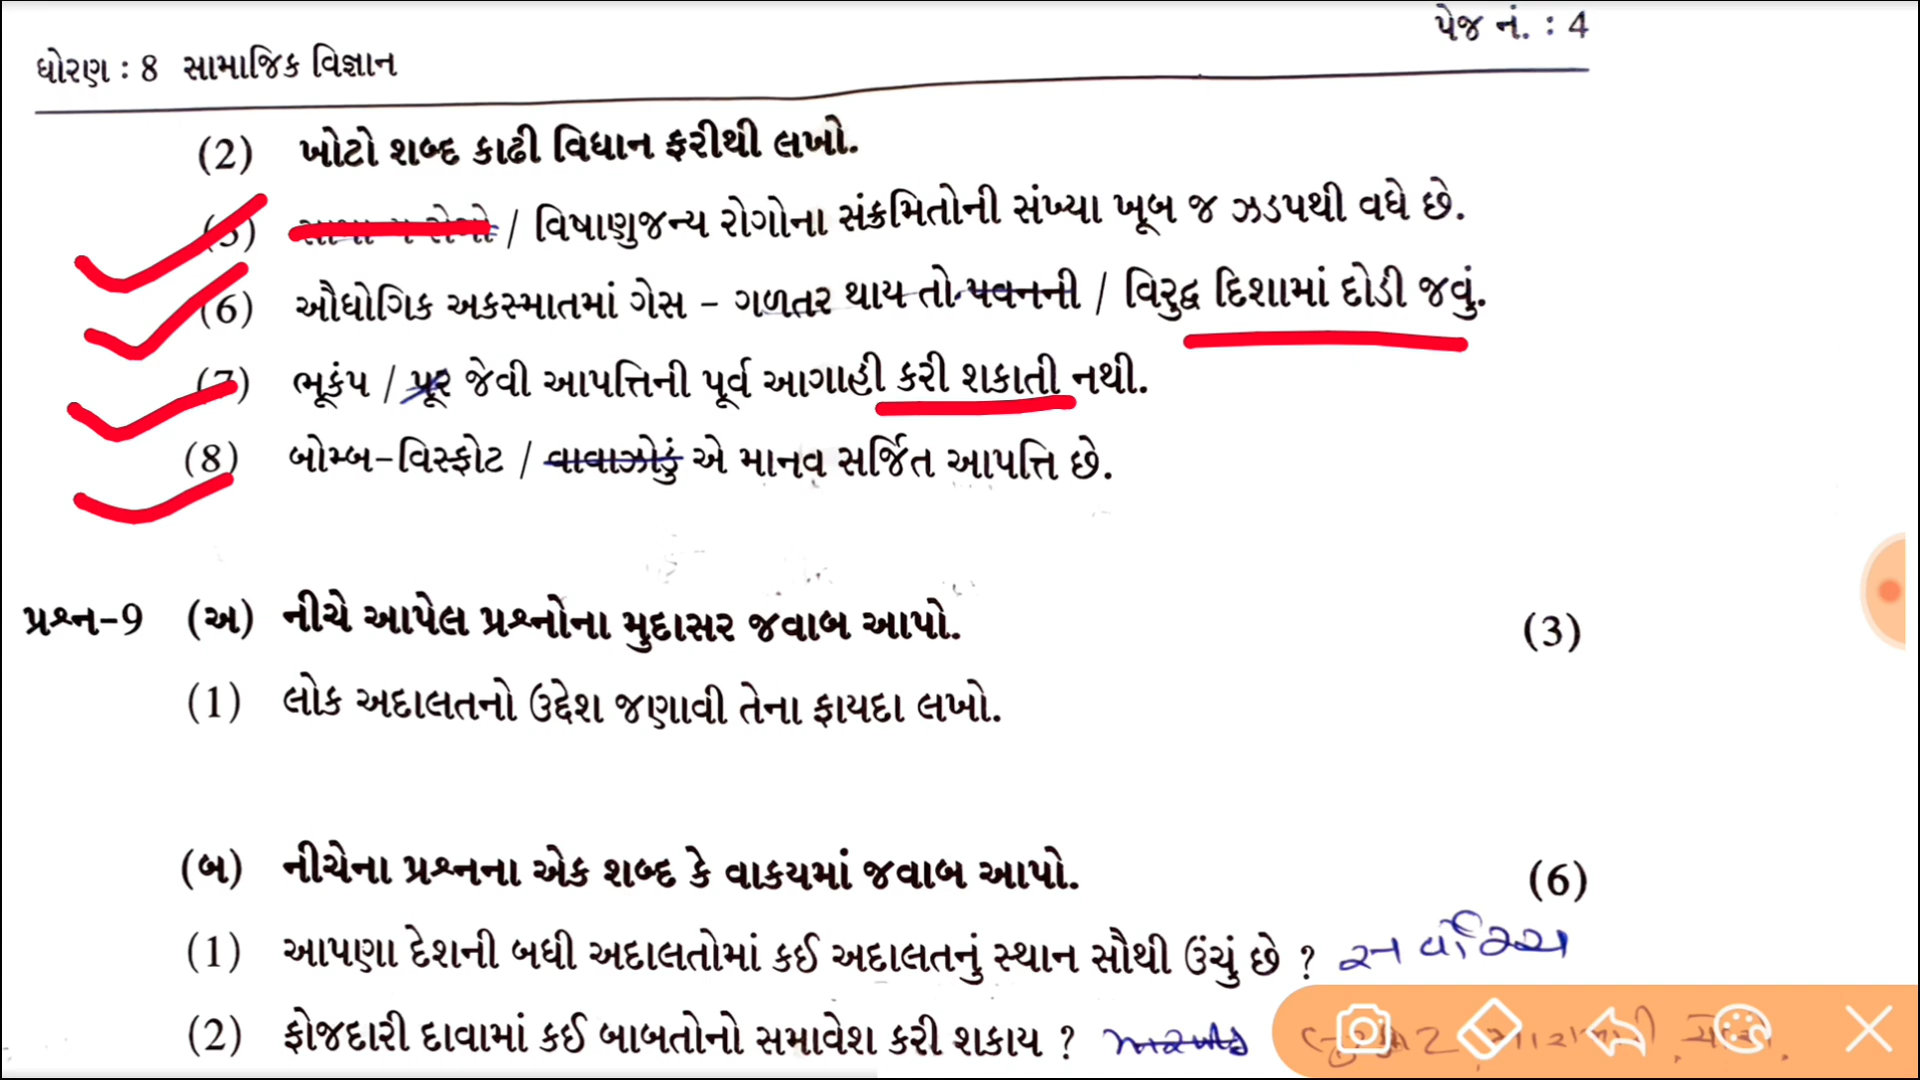 પેજ નં. : 4
ધોરણ : 8 સામાજિક વિજ્ઞાન
(2) ખોટો શબ્દ કાઢી વિધાન ફરીથી લખો.
(5) / વિષાણુજન્ય રોગોના સંક્રમિતોની સંખ્યા ખૂબ જ ઝડપથી વધે છે.
(6) ઔદ્યોગિક અકસ્માતમાં ગેસ - ગળતર થાય તો પવનની / વિરુદ્ધ દિશામાં દોડી જવું.
(7) ભૂકંપ / પૂર જેવી આપત્તિની પૂર્વ આગાહી કરી શકાતી નથી.
(8) બોમ્બ-વિસ્ફોટ / વાવાઝોડું એ માનવ સર્જિત આપત્તિ છે.
પ્રશ્ન-9 (અ) નીચે આપેલ પ્રશ્નોના મુદાસર જવાબ આપો. (3)
(1) લોક અદાલતનો ઉદ્દેશ જણાવી તેના ફાયદા લખો.
(બ) નીચેના પ્રશ્નના એક શબ્દ કે વાકયમાં જવાબ આપો. (6)
(1) આપણા દેશની બધી અદાલતોમાં કઈ અદાલતનું સ્થાન સૌથી ઉંચું છે ? સર્વોચ્ચ
(2) ફોજદારી દાવામાં કઈ બાબતોનો સમાવેશ કરી શકાય ?